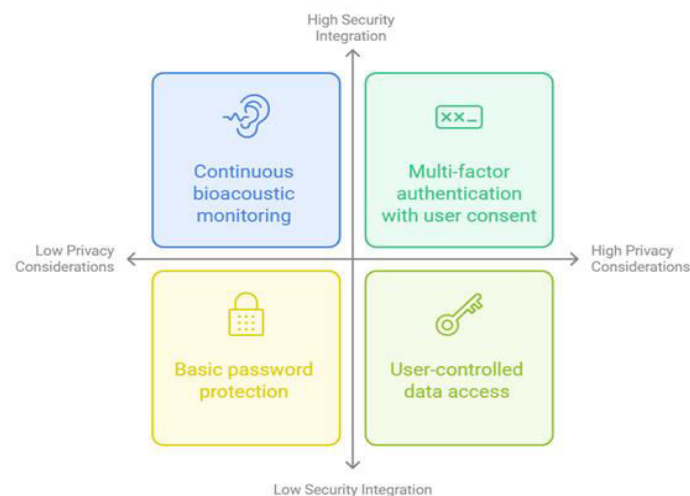 High Security
Integration
Continuous
bioacoustic
monitoring
××_
Multi-factor
authentication
with user consent
Low Privacy
Considerations
High Privacy
Considerations
Basic password
protection
User-controlled
data access
Low Security Integration